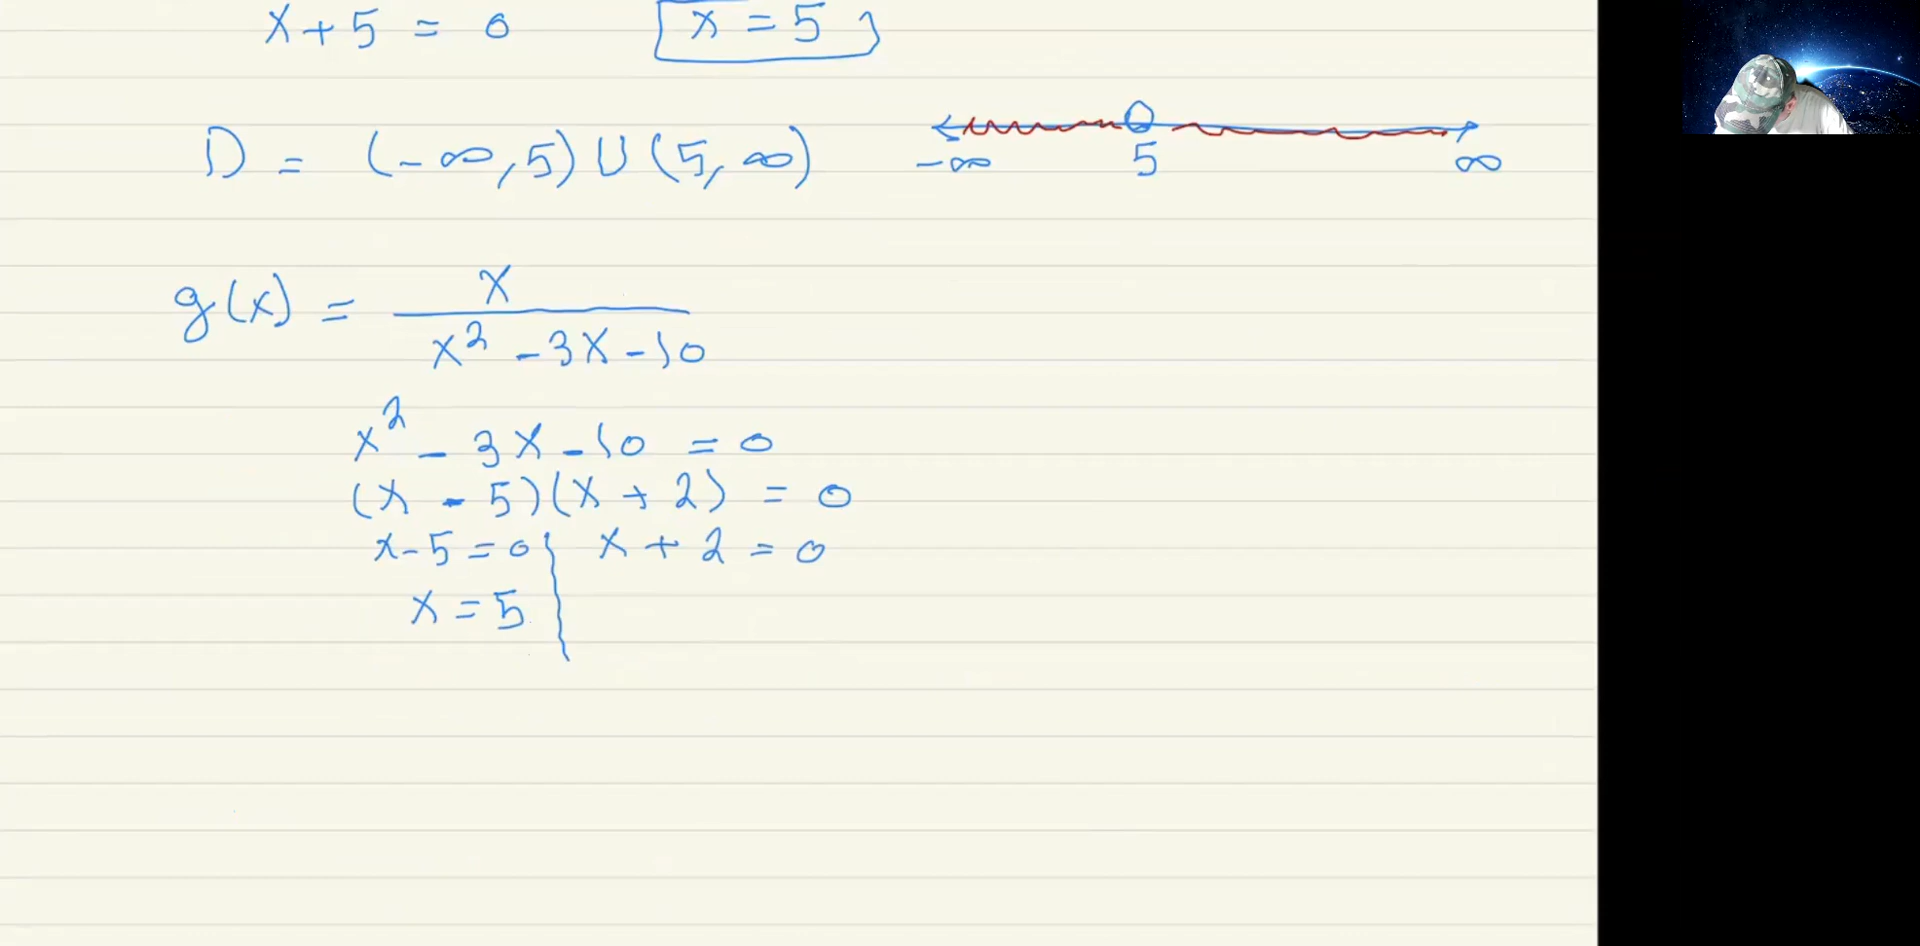 x + 5 = 0 x = 5
D = (-∞, 5) U (5, ∞) -∞ 5 ∞
g(x) = x / x² - 3x - 10
x² - 3x - 10 = 0
(x - 5)(x + 2) = 0
x - 5 = 0 x + 2 = 0
x = 5